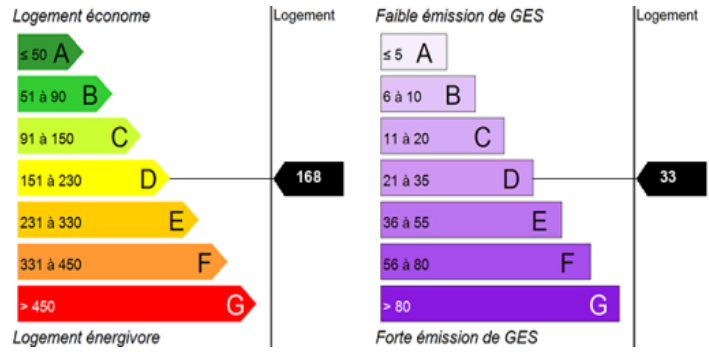 Logement économe
Logement
≤ 50 A
51 à 90 B
91 à 150 C
151 à 230 D
168
231 à 330 E
331 à 450 F
> 450 G
Logement énergivore
Faible émission de GES
Logement
≤ 5 A
6 à 10 B
11 à 20 C
21 à 35 D
33
36 à 55 E
56 à 80 F
> 80 G
Forte émission de GES